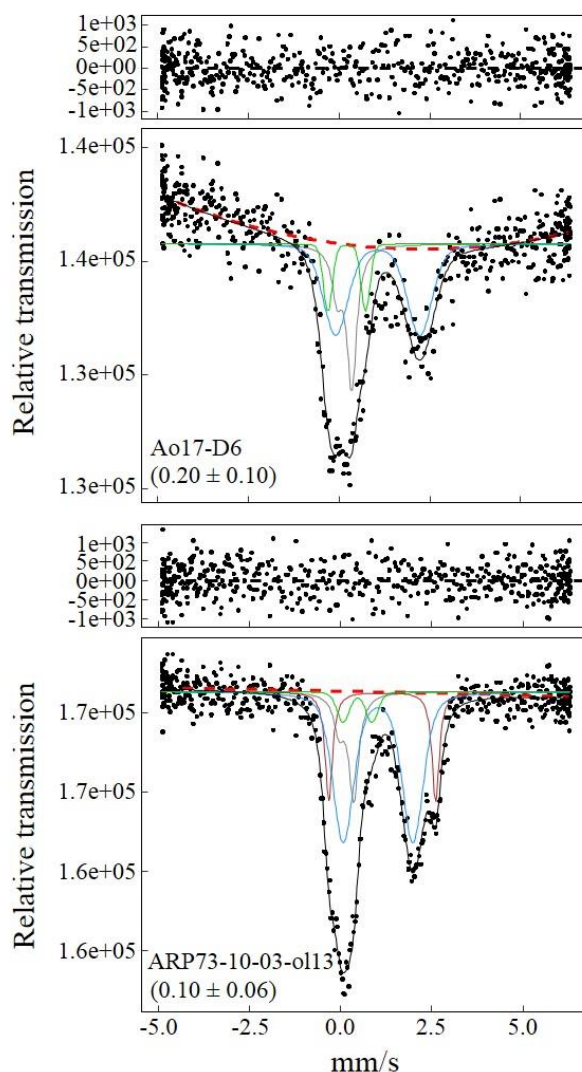 1e+03
5e+02
0e+00
-5e+02
-1e+03
1.4e+05
1.4e+05
1.3e+05
1.3e+05
Relative transmission
Ao17-D6
(0.20 ± 0.10)
1e+03
5e+02
0e+00
-5e+02
-1e+03
1.7e+05
1.7e+05
1.6e+05
1.6e+05
Relative transmission
ARP73-10-03-ol13
(0.10 ± 0.06)
-5.0
-2.5
0.0
2.5
5.0
mm/s